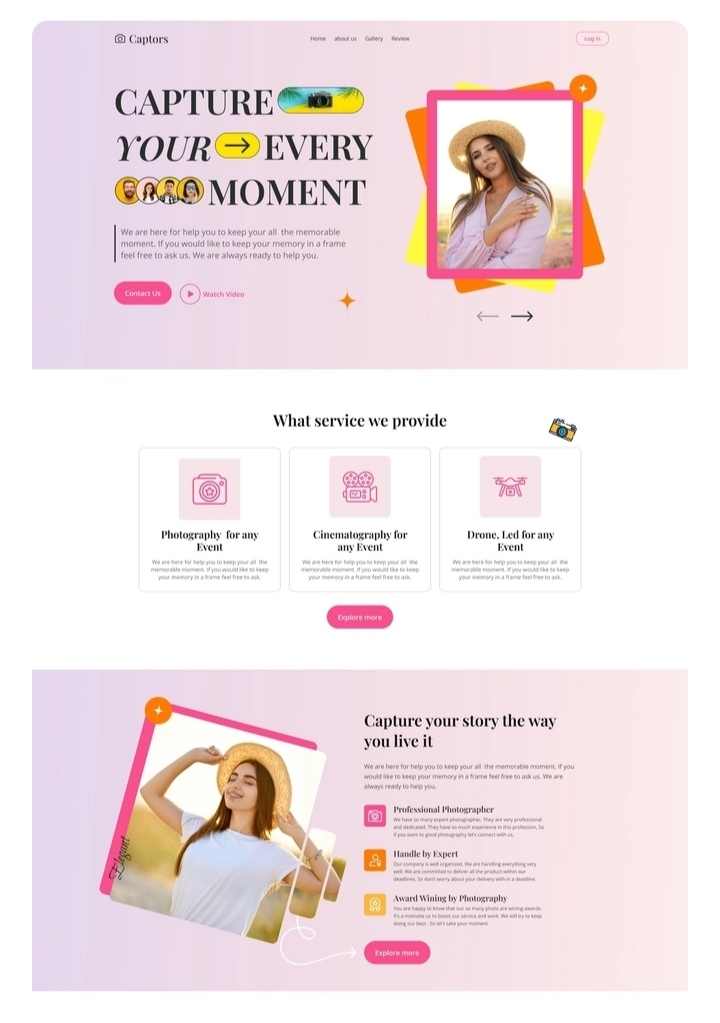 Captors
Home about us Gallery Review
Log in
CAPTURE
YOUR EVERY
MOMENT
We are here for help you to keep your all the memorable
moment. If you would like to keep your memory in a frame
feel free to ask us. We are always ready to help you.
Contact Us
Watch Video
What service we provide
Photography for any
Event
We are here for help you to keep your all the
memorable moment. If you would like to keep
your memory in a frame feel free to ask.
Cinematography for
any Event
We are here for help you to keep your all the
memorable moment. If you would like to keep
your memory in a frame feel free to ask.
Drone, Led for any
Event
We are here for help you to keep your all the
memorable moment. If you would like to keep
your memory in a frame feel free to ask.
Explore more
Elegant
Capture your story the way
you live it
We are here for help you to keep your all the memorable moment. If you
would like to keep your memory in a frame feel free to ask us. We are
always ready to help you.
Professional Photographer
We have so many expert photographer. They are very professional
and dedicated. They have so much experience in this profession. So
if you want to good photography let's connect with us.
Handle by Expert
Our company is well organized. We are handling everything very
well. We are committed to deliver all the product within our
deadlines. So don't worry about your delivery with in a deadline.
Award Wining by Photography
You are happy to know that our so many photo are wining awards.
It's a motivate us to boost our service and work. We will try to keep
doing our best . So let's take your moment.
Explore more